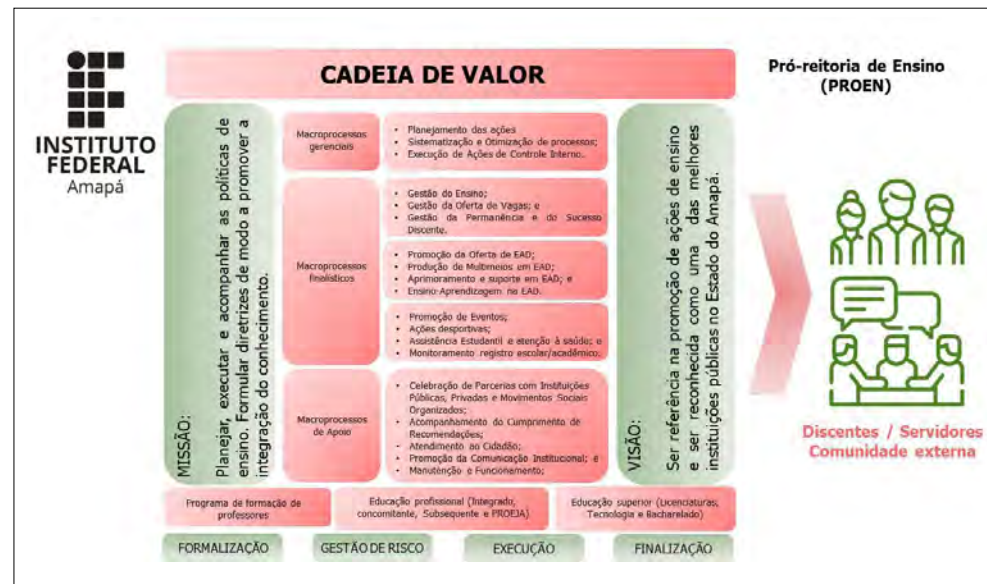 INSTITUTO
FEDERAL
Amapá
CADEIA DE VALOR
Pró-reitoria de Ensino
(PROEN)
MISSÃO:
Planejar, executar e acompanhar as políticas de
ensino. Formular diretrizes de modo a promover a
integração do conhecimento.
Macroprocessos
gerenciais
• Planejamento das ações
• Sistematização e Otimização de processos;
• Execução de Ações de Controle Interno.
Macroprocessos
finalísticos
• Gestão do Ensino;
• Gestão da Oferta de Vagas; e
• Gestão da Permanência e do Sucesso
Discente.
• Promoção da Oferta de EAD;
• Produção de Multimeios em EAD;
• Aprimoramento e suporte em EAD; e
• Ensino-Aprendizagem no EAD.
• Promoção de Eventos;
• Ações desportivas;
• Assistência Estudantil e atenção à saúde; e
• Monitoramento registro escolar/acadêmico.
Macroprocessos
de Apoio
• Celebração de Parcerias com Instituições
Públicas, Privadas e Movimentos Sociais
Organizados;
• Acompanhamento do Cumprimento de
Recomendações;
• Atendimento ao Cidadão;
• Promoção da Comunicação Institucional; e
• Manutenção e Funcionamento;
VISÃO:
Ser referência na promoção de ações de ensino
e ser reconhecida como uma das melhores
instituições públicas no Estado do Amapá.
Discentes / Servidores
Comunidade externa
Programa de formação de
professores
Educação profissional (Integrado,
concomitante, Subsequente e PROEJA)
Educação superior (Licenciaturas,
Tecnologia e Bacharelado)
FORMALIZAÇÃO
GESTÃO DE RISCO
EXECUÇÃO
FINALIZAÇÃO